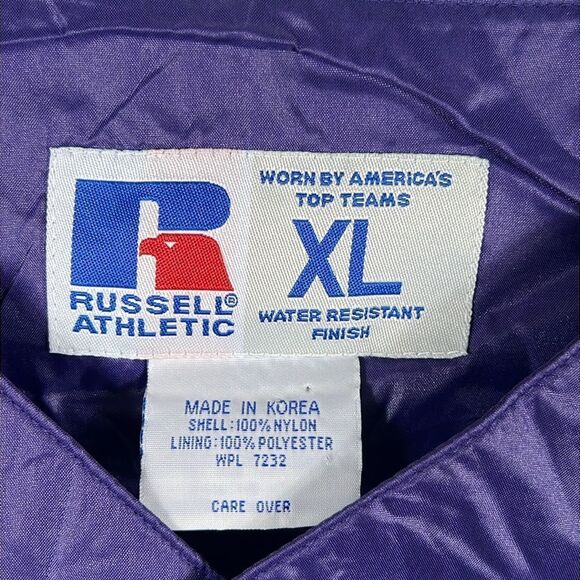 RUSSELL®
ATHLETIC
WORN BY AMERICA'S
TOP TEAMS
XL
WATER RESISTANT
FINISH
MADE IN KOREA
SHELL:100% NYLON
LINING:100% POLYESTER
WPL 7232
CARE OVER